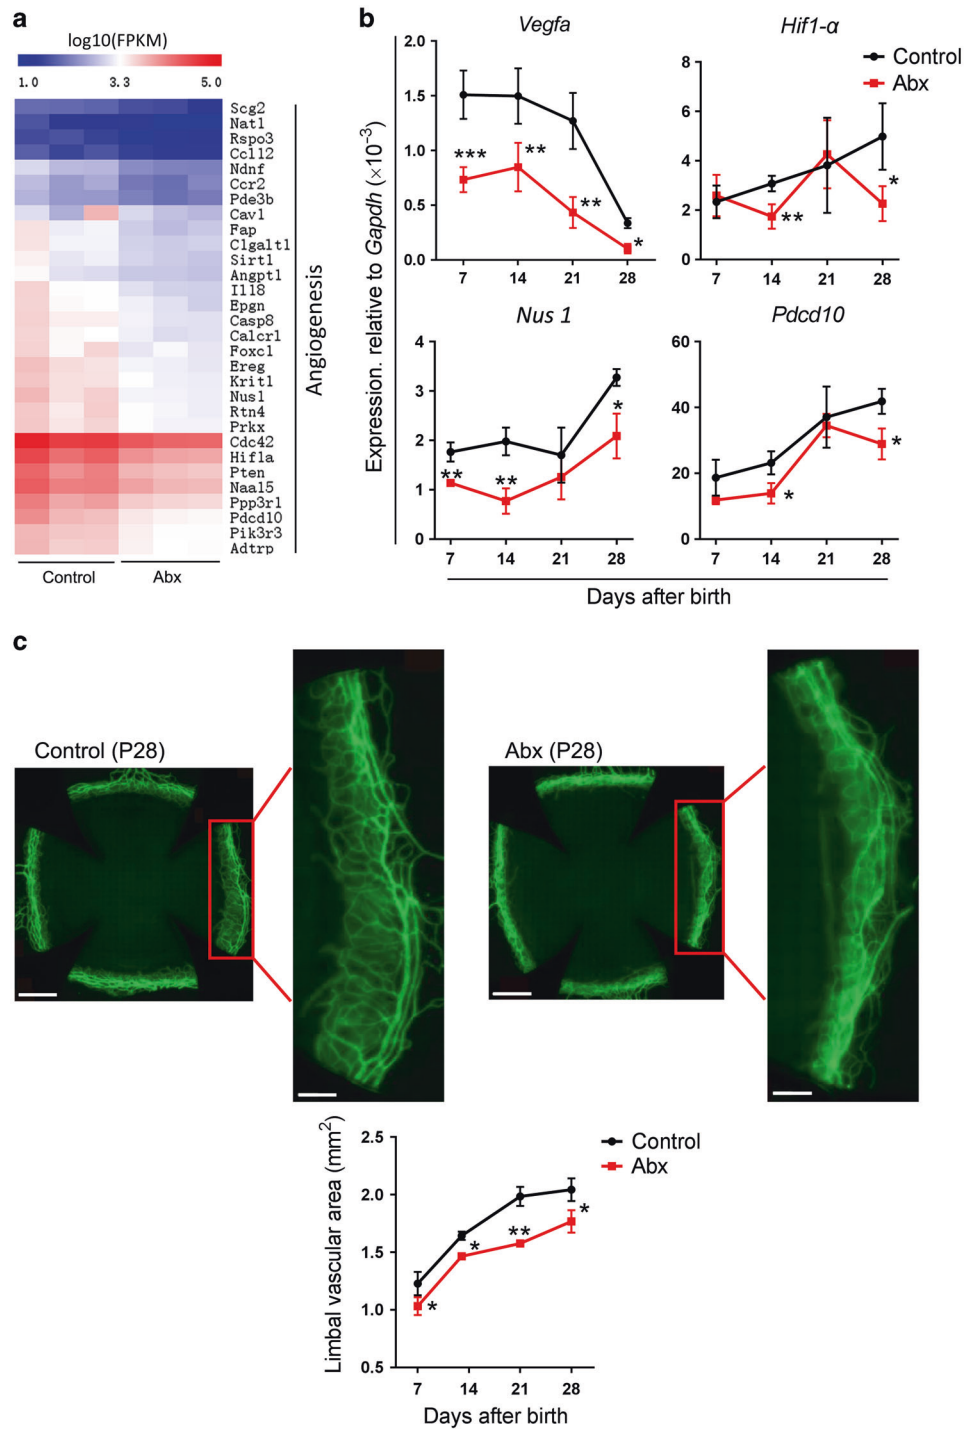 a
log10(FPKM)
1.0 3.3 5.0
Scg2
Nat1
Rspo3
Ccl12
Ndnf
Ccr2
Pde3b
Cav1
Fap
C1galt1
Sirt1
Angpt1
Il18
Epgn
Casp8
Calcrl
Foxc1
Ereg
Krit1
Nus1
Rtn4
Prkx
Cdc42
Hif1a
Pten
Naa15
Ppp3r1
Pdcd10
Pik3r3
Adtrp
Angiogenesis
Control Abx
b
Expression. relative to Gapdh (×10⁻³)
Vegfa
2.0
1.5
1.0
0.5
0.0
***
**
**
*
7 14 21 28
Hif1-α
Control
Abx
8
6
4
2
0
**
*
7 14 21 28
Nus 1
4
3
2
1
0
**
**
*
7 14 21 28
Pdcd10
60
40
20
0
*
*
7 14 21 28
Days after birth
c
Control (P28)
Abx (P28)
Limbal vascular area (mm²)
2.5
2.0
1.5
1.0
0.5
*
*
**
*
Control
Abx
7 14 21 28
Days after birth